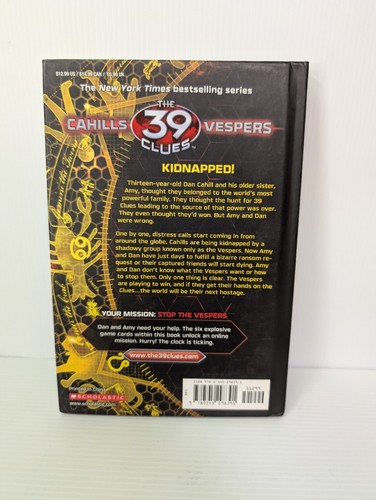 $12.99 US / $14.99 CAN /
The New York Times bestselling series
THE
CAHILLS 39 VESPERS
CLUES
KIDNAPPED!
Thirteen-year-old Dan Cahill and his older sister,
Amy, thought they belonged to the world's most
powerful family. They thought the hunt for 39
Clues leading to the source of that power was over.
They even thought they'd won. But Amy and Dan
were wrong.
One by one, distress calls start coming in from
around the globe. Cahills are being kidnapped by a
shadowy group known only as the Vespers. Now Amy
and Dan have just days to fulfill a bizarre ransom re-
quest or their captured friends will start dying. Amy
and Dan don't know what the Vespers want or how
to stop them. Only one thing is clear. The Vespers
are playing to win, and if they get their hands on the
Clues...the world will be their next hostage.
YOUR MISSION: STOP THE VESPERS
Dan and Amy need your help. The six explosive
game cards within this book unlock an online
mission. Hurry! The clock is ticking.
www.the39clues.com
Printed in China
SCHOLASTIC
www.scholastic.com